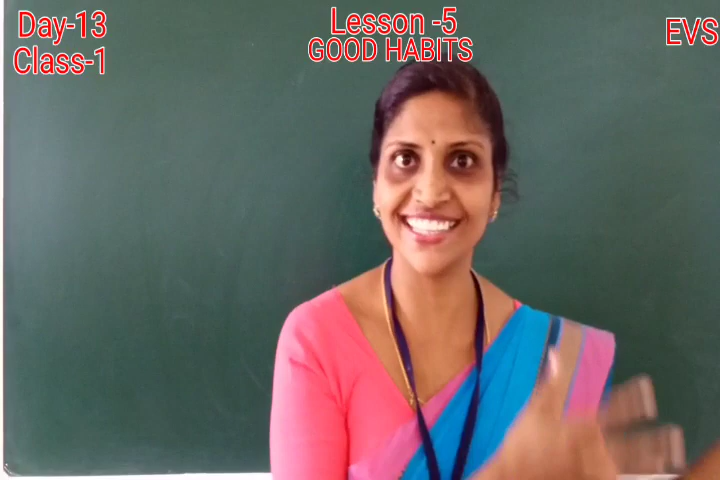 Day-13
Class-1
Lesson -5
GOOD HABITS
EVS